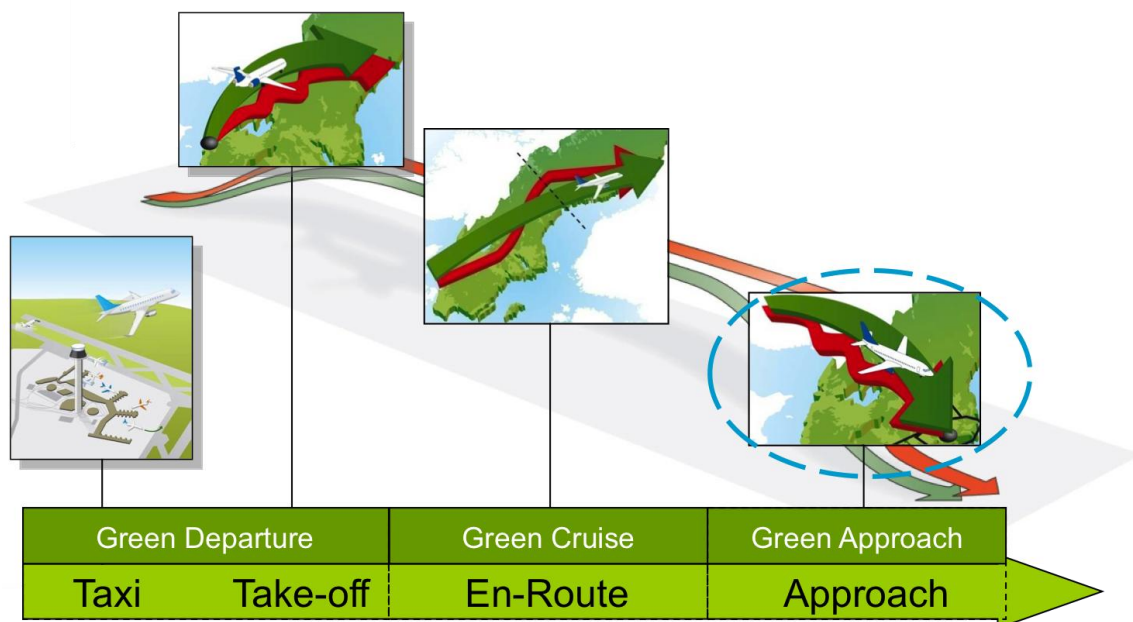 Green Departure
Green Cruise
Green Approach
Taxi
Take-off
En-Route
Approach